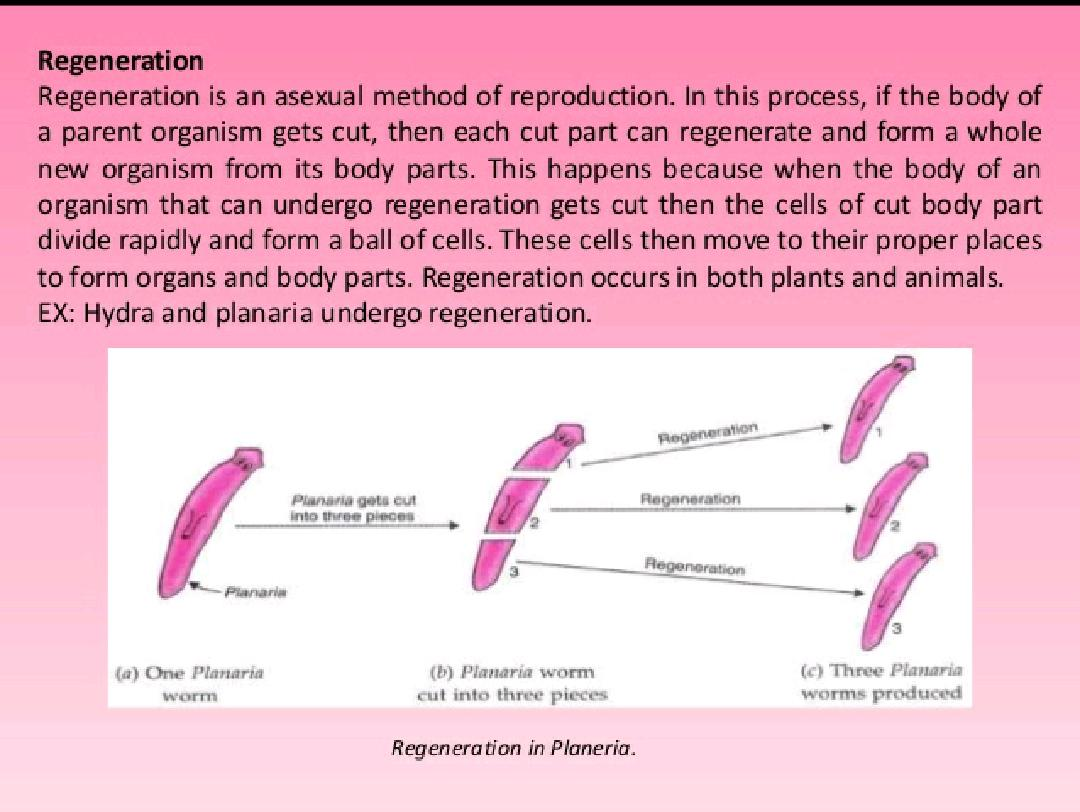 Regeneration
Regeneration is an asexual method of reproduction. In this process, if the body of
a parent organism gets cut, then each cut part can regenerate and form a whole
new organism from its body parts. This happens because when the body of an
organism that can undergo regeneration gets cut then the cells of cut body part
divide rapidly and form a ball of cells. These cells then move to their proper places
to form organs and body parts. Regeneration occurs in both plants and animals.
EX: Hydra and planaria undergo regeneration.
Planaria gets cut
into three pieces
Planaria
1
2
3
Regeneration
Regeneration
Regeneration
1
2
3
(a) One Planaria
worm
(b) Planaria worm
cut into three pieces
(c) Three Planaria
worms produced
Regeneration in Planeria.